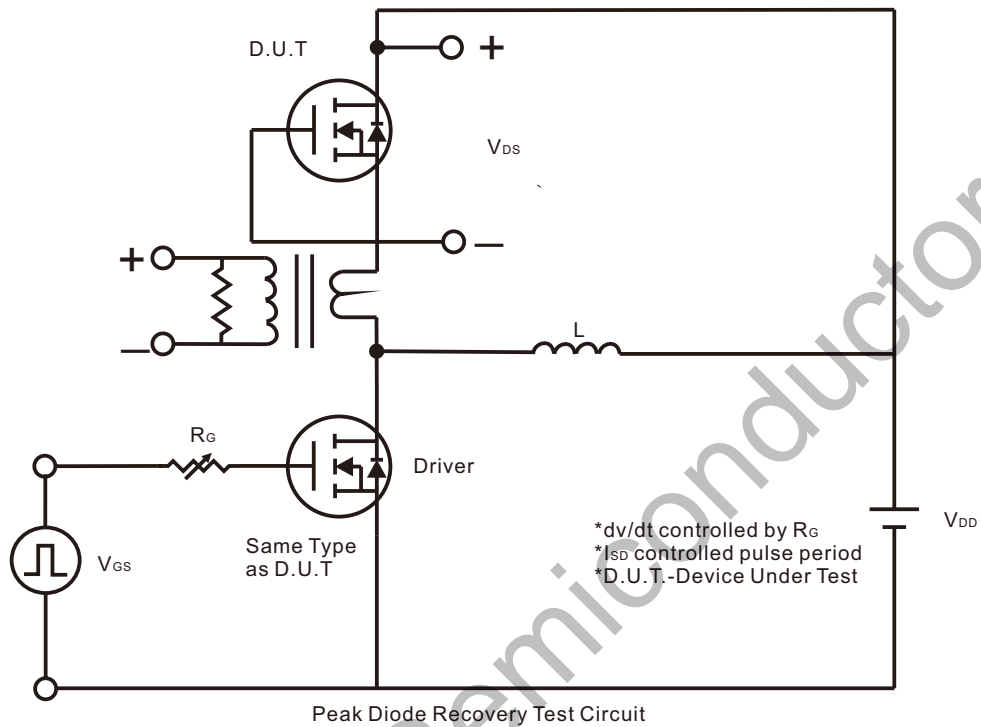 D.U.T
+
VDS
−
+
−
L
RG
Driver
VGS
Same Type
as D.U.T
VDD
*dv/dt controlled by RG
*ISD controlled pulse period
*D.U.T.-Device Under Test
Peak Diode Recovery Test Circuit
emiconductor